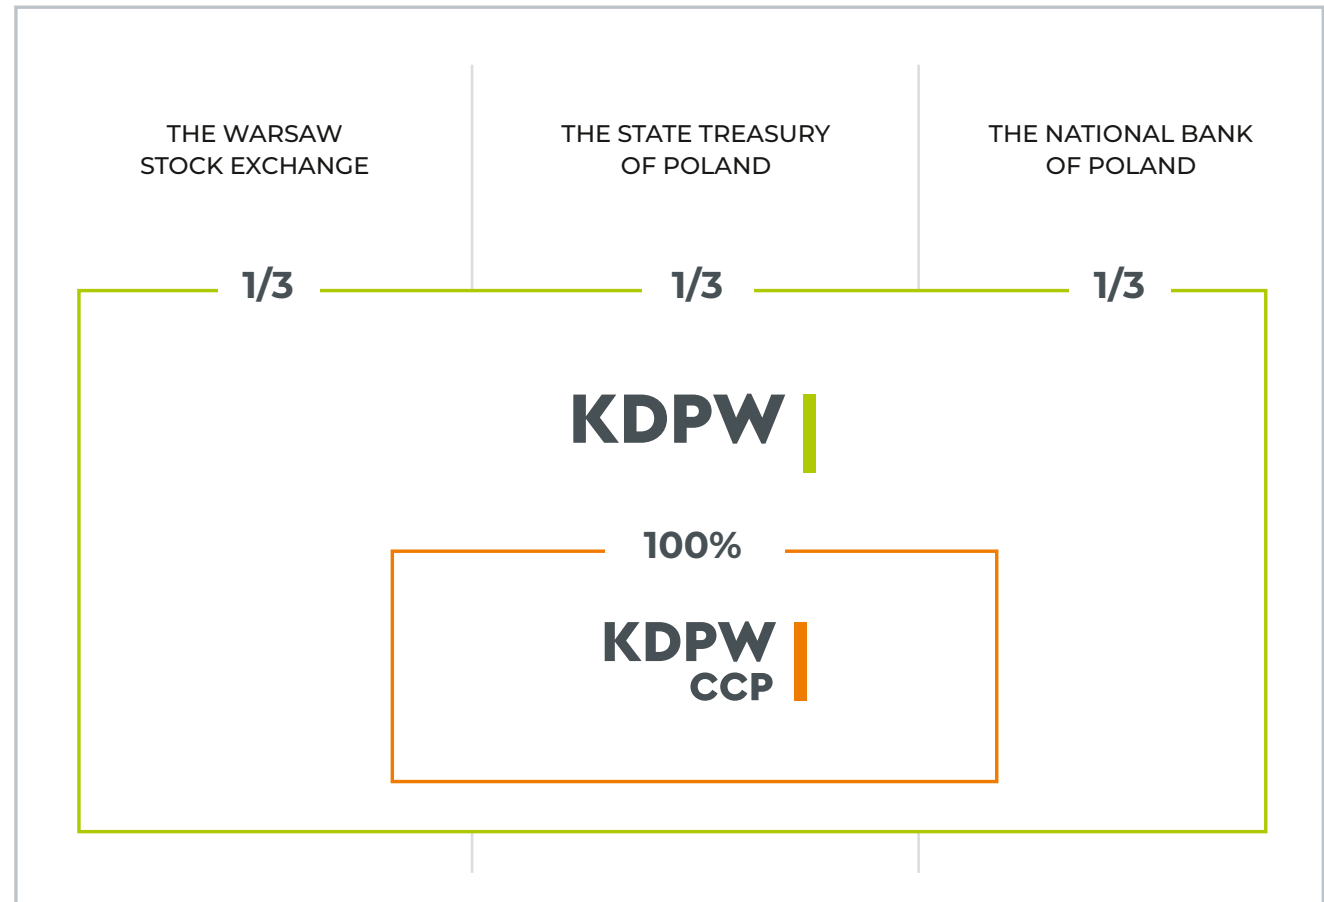 THE WARSAW
STOCK EXCHANGE
THE STATE TREASURY
OF POLAND
THE NATIONAL BANK
OF POLAND
1/3
1/3
1/3
KDPW
100%
KDPW
CCP